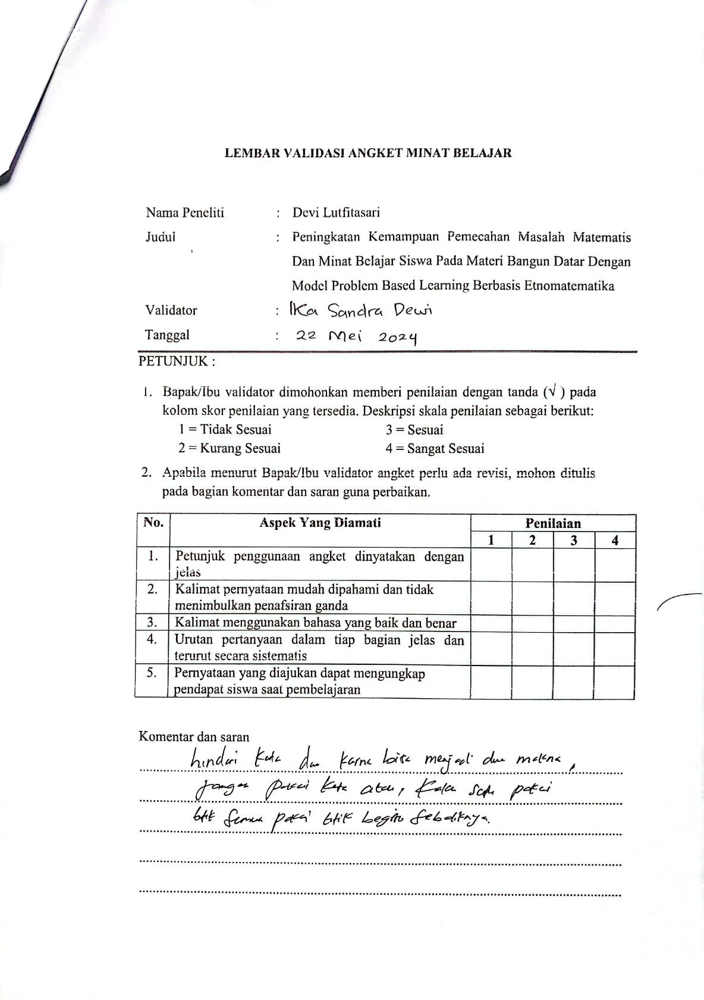 LEMBAR VALIDASI ANGKET MINAT BELAJAR
Nama Peneliti : Devi Lutfitasari
Judul : Peningkatan Kemampuan Pemecahan Masalah Matematis
Dan Minat Belajar Siswa Pada Materi Bangun Datar Dengan
Model Problem Based Learning Berbasis Etnomatematika
Validator : Ika Sandra Dewi
Tanggal : 22 Mei 2024
PETUNJUK :
1. Bapak/Ibu validator dimohonkan memberi penilaian dengan tanda (√ ) pada
kolom skor penilaian yang tersedia. Deskripsi skala penilaian sebagai berikut:
1 = Tidak Sesuai 3 = Sesuai
2 = Kurang Sesuai 4 = Sangat Sesuai
2. Apabila menurut Bapak/Ibu validator angket perlu ada revisi, mohon ditulis
pada bagian komentar dan saran guna perbaikan.
No. Aspek Yang Diamati Penilaian
1 2 3 4
1. Petunjuk penggunaan angket dinyatakan dengan
jelas
2. Kalimat pernyataan mudah dipahami dan tidak
menimbulkan penafsiran ganda
3. Kalimat menggunakan bahasa yang baik dan benar
4. Urutan pertanyaan dalam tiap bagian jelas dan
terurut secara sistematis
5. Pernyataan yang diajukan dapat mengungkap
pendapat siswa saat pembelajaran
Komentar dan saran
hindari kata dan karna bisa menjadi dua makna,
jangan pakai kata atau, kalau pakai
titik semua pakai titik begitu sebaliknya.